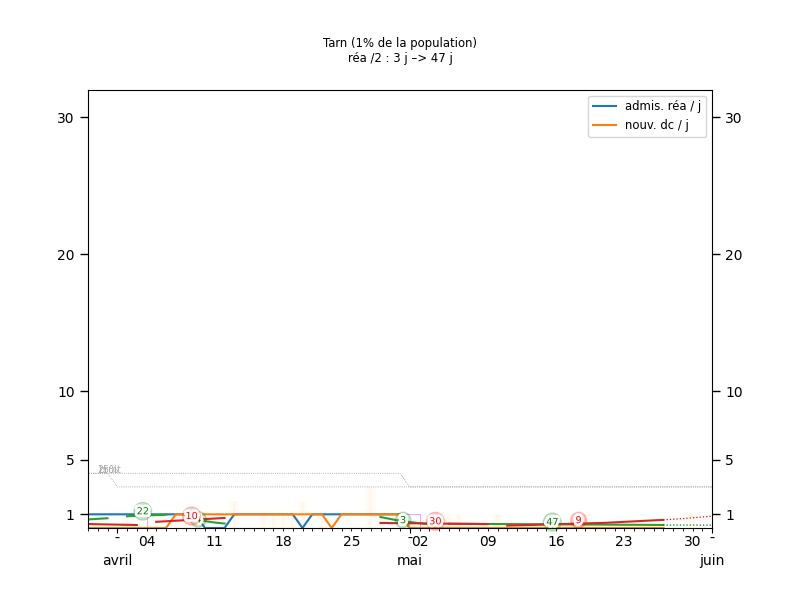 Tarn (1% de la population)
réa /2 : 3 j –> 47 j
admis. réa / j
nouv. dc / j
30 30
20 20
10 10
5 5
1 1
22 10 3 30 47 9
04 11 18 25 02 09 16 23 30
avril mai juin